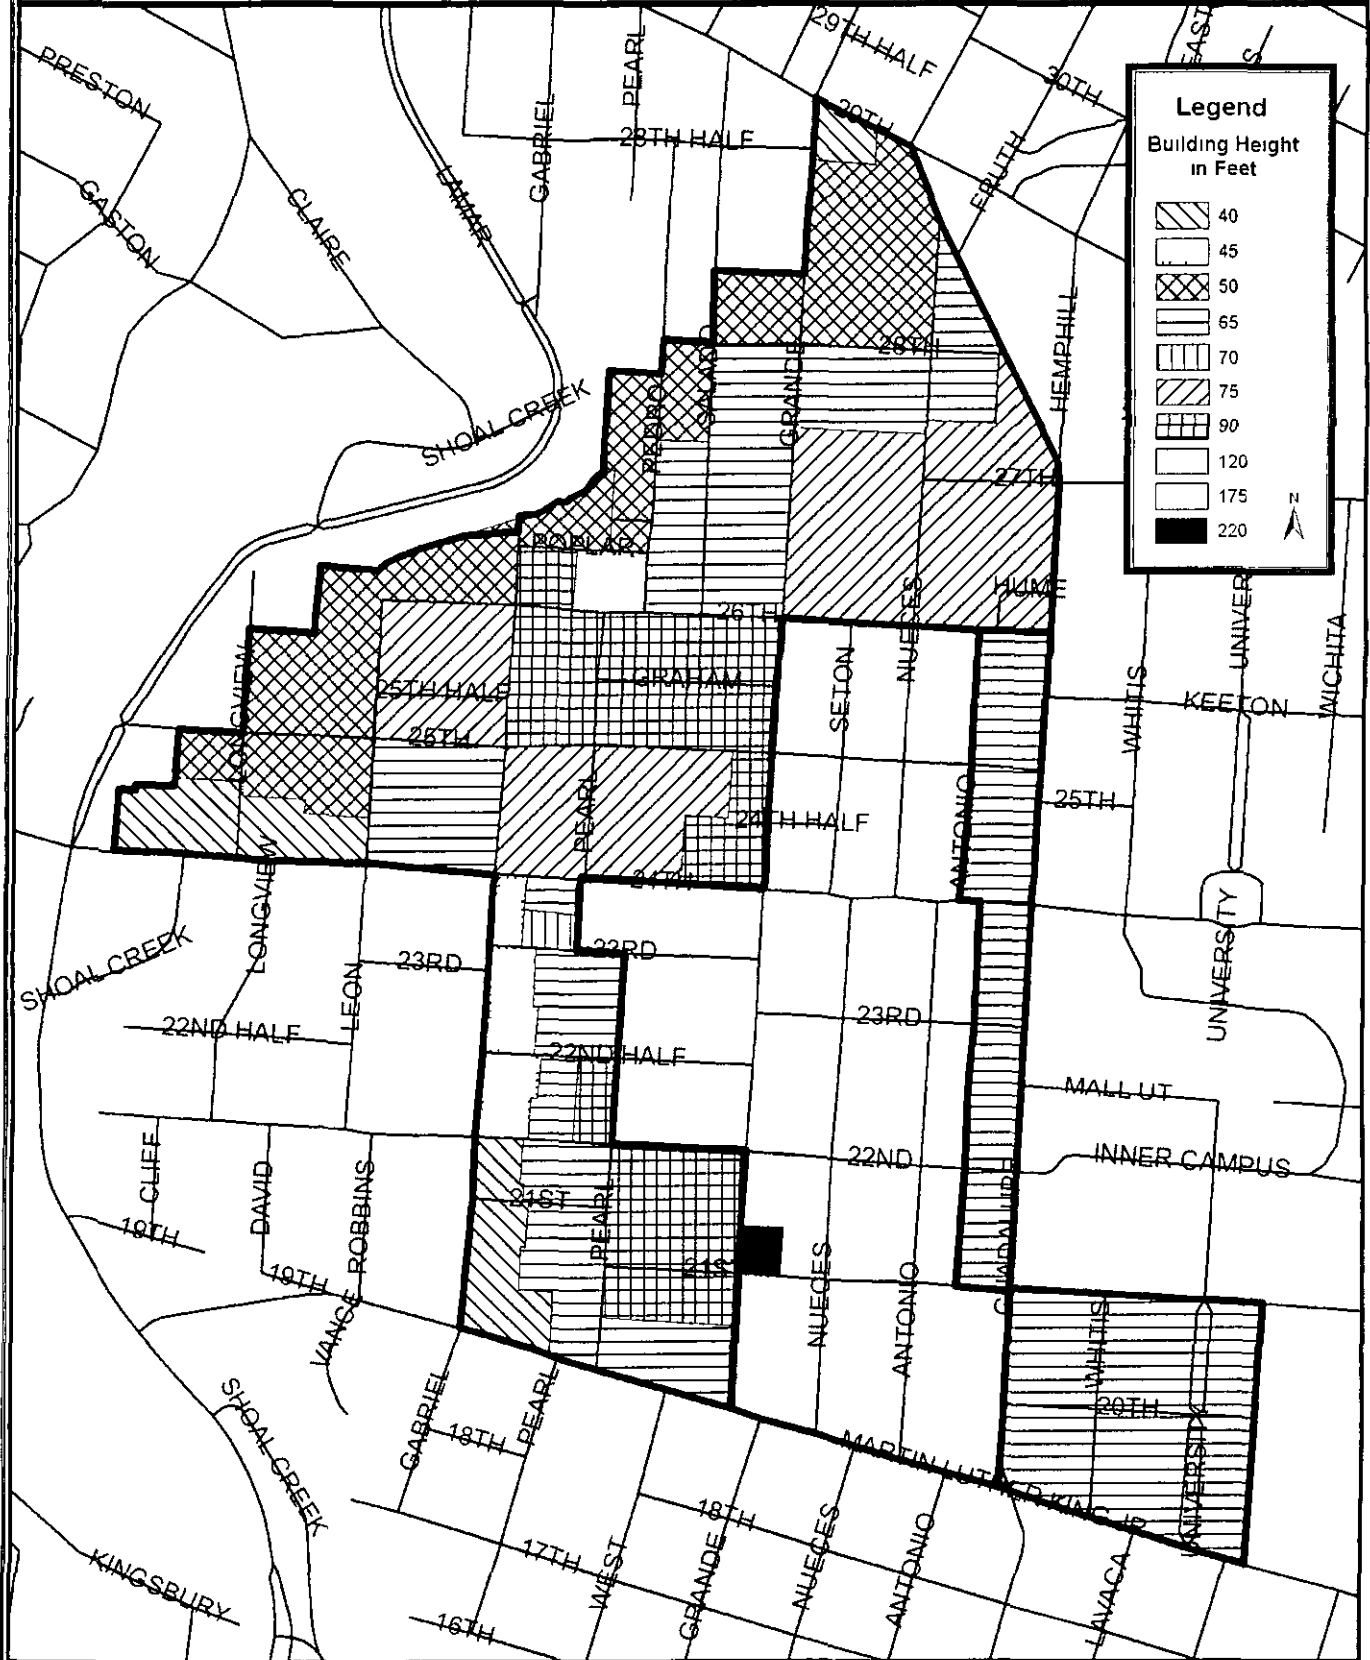 29TH HALF
EAST
S
PEARL
PRESTON
30TH
Legend
Building Height
in Feet
40
45
50
65
70
75
90
120
175
220
N
29TH
GABRIEL
28TH HALF
FRUTH
LAMAR
GASTON
CLAIRE
HEMPHILL
28TH
SHOAL CREEK
GRANDE
PEDRO
27TH
POPLAR
HUME
26TH
NUECES
UNIVER
WICHITA
GRAHAM
25TH HALF
SETON
LONGVIEW
WHITIS
KEETON
25TH
25TH
PEARL
24TH HALF
ANTONIO
24TH
LONGVIEW
SHOAL CREEK
23RD
23RD
UNIVERSITY
LEON
22ND HALF
23RD
22ND HALF
MALL UT
22ND
INNER CAMPUS
CLIFF
DAVID
ROBBINS
21ST
PEARL
GUADALUPE
19TH
21ST
19TH
VANCE
NUECES
ANTONIO
WHITIS
20TH
UNIVERSITY
GABRIEL
PEARL
18TH
SHOAL CREEK
MARTIN LUTHER KING JR
18TH
17TH
WEST
GRANDE
NUECES
ANTONIO
LAVACA
KINGSBURY
16TH